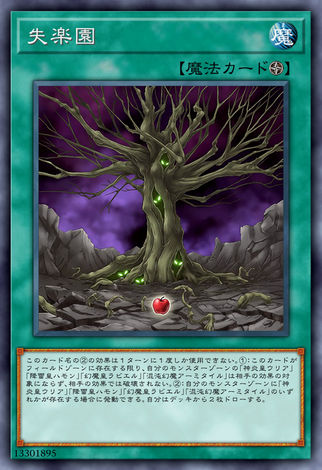 失楽園
魔
【魔法カード】
このカード名の②の効果は１ターンに１度しか使用できない。①：このカードが
フィールドゾーンに存在する限り、自分のモンスターゾーンの「神炎皇ウリア」
「降雷皇ハモン」「幻魔皇ラビエル」「混沌幻魔アーミタイル」は相手の効果の対
象にならず、相手の効果では破壊されない。②：自分のモンスターゾーンに「神
炎皇ウリア」「降雷皇ハモン」「幻魔皇ラビエル」「混沌幻魔アーミタイル」のいず
れかが存在する場合に発動できる。自分はデッキから２枚ドローする。
13301895